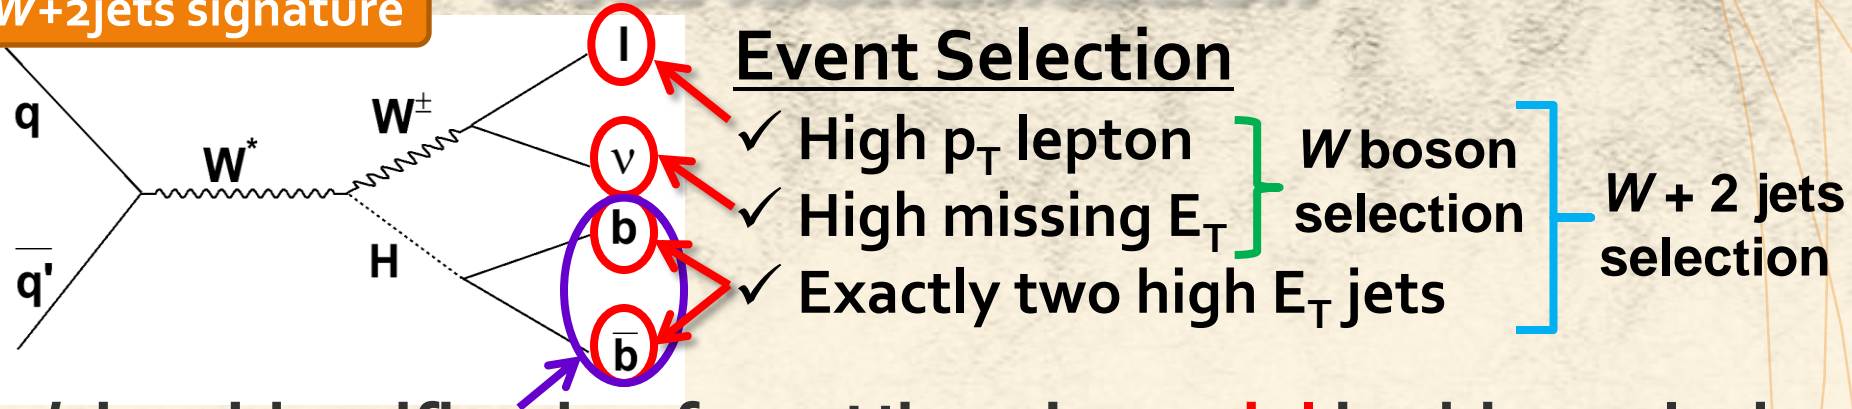 W+2jets signature
q
q'
W*
W±
H
l
ν
b
b
Event Selection
✓ High pT lepton
✓ High missing ET
✓ Exactly two high ET jets
W boson
selection
W + 2 jets
selection